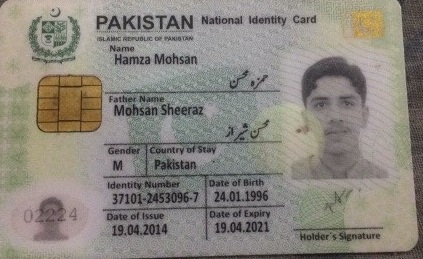 PAKISTAN National Identity Card
ISLAMIC REPUBLIC OF PAKISTAN
Name
Hamza Mohsan
حمزہ محسن
Father Name
Mohsan Sheeraz
محسن شیراز
Gender Country of Stay
M Pakistan
Identity Number Date of Birth
37101-2453096-7 24.01.1996
Date of Issue Date of Expiry
19.04.2014 19.04.2021
02224
Holder's Signature